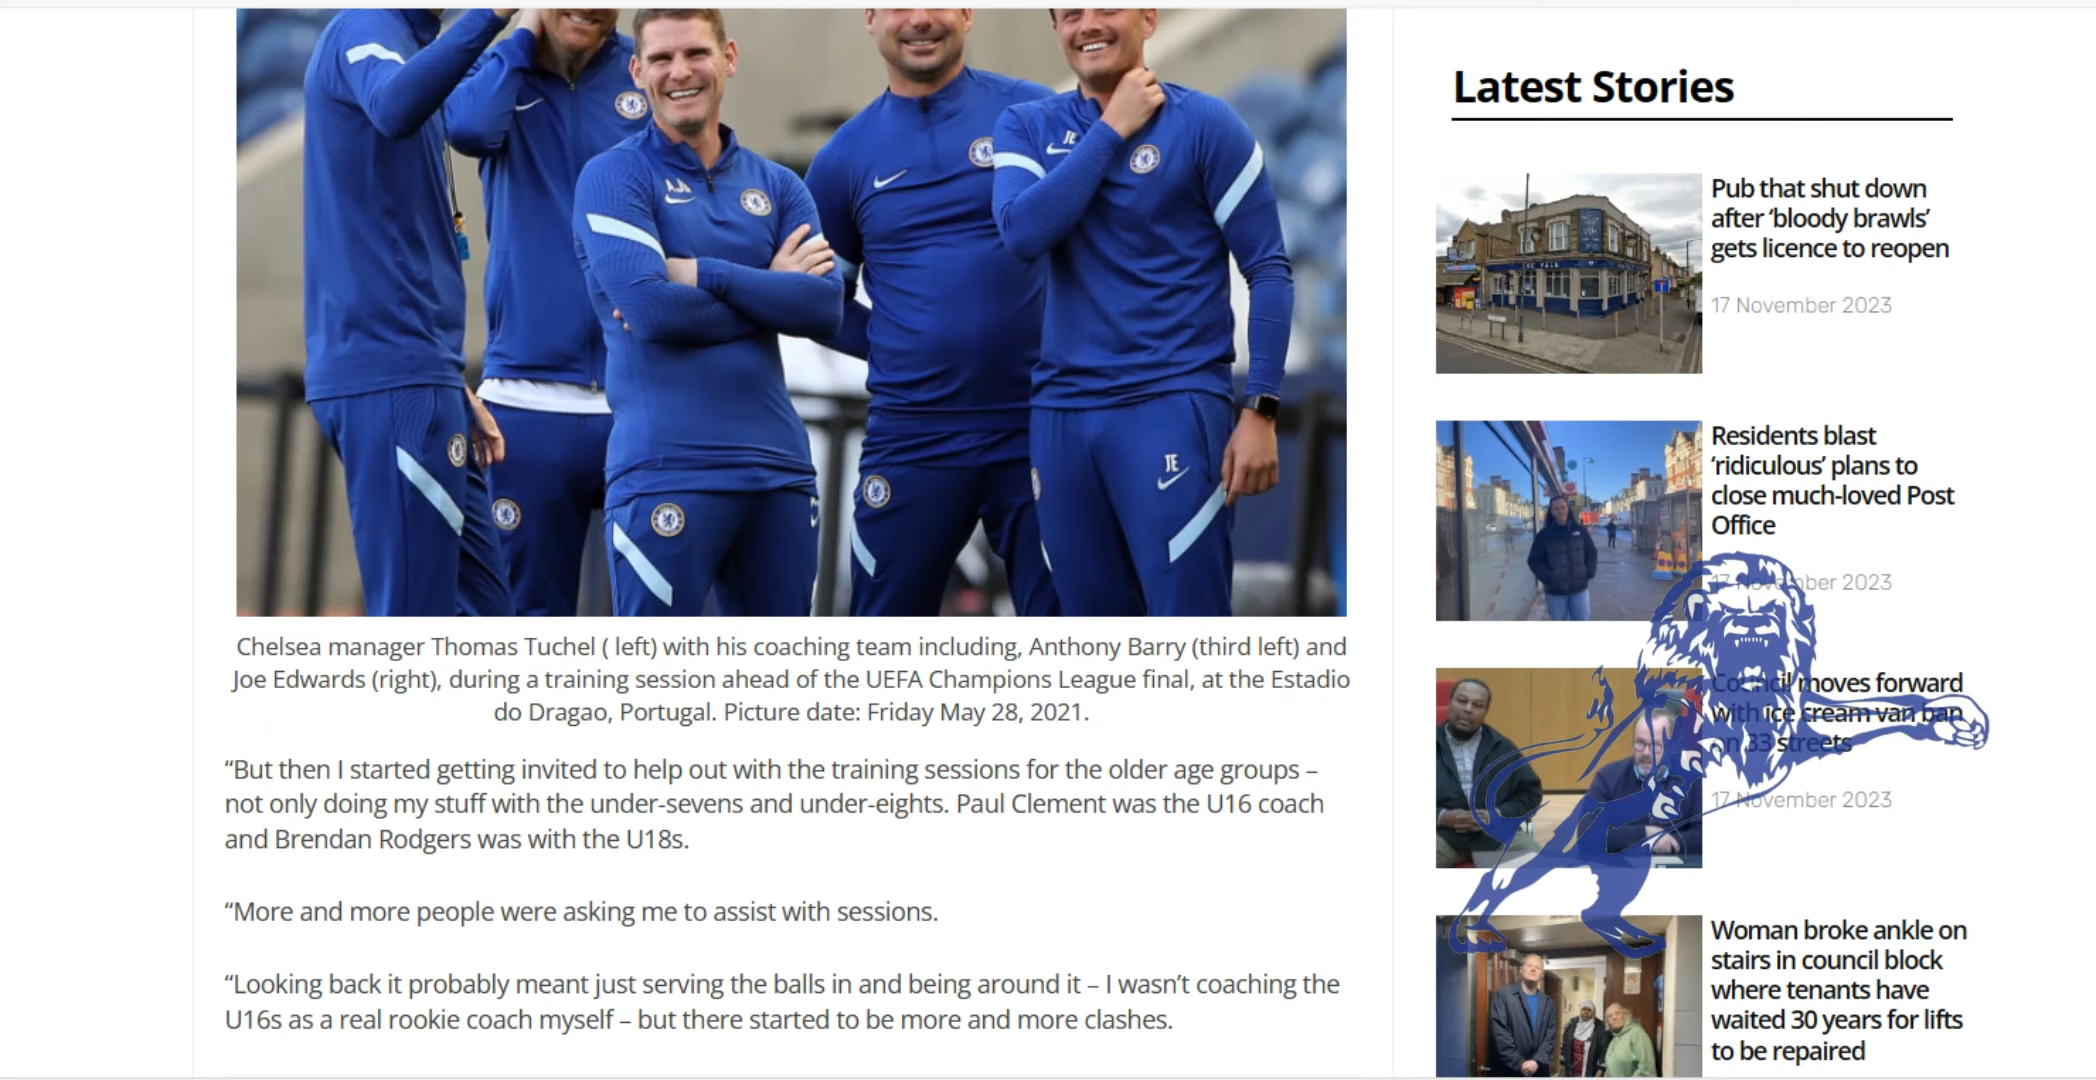 AJB
JE
JE
Chelsea manager Thomas Tuchel ( left) with his coaching team including, Anthony Barry (third left) and
Joe Edwards (right), during a training session ahead of the UEFA Champions League final, at the Estadio
do Dragao, Portugal. Picture date: Friday May 28, 2021.
“But then I started getting invited to help out with the training sessions for the older age groups –
not only doing my stuff with the under-sevens and under-eights. Paul Clement was the U16 coach
and Brendan Rodgers was with the U18s.
“More and more people were asking me to assist with sessions.
“Looking back it probably meant just serving the balls in and being around it – I wasn’t coaching the
U16s as a real rookie coach myself – but there started to be more and more clashes.
Latest Stories
Pub that shut down
after ‘bloody brawls’
gets licence to reopen
17 November 2023
Residents blast
‘ridiculous’ plans to
close much-loved Post
Office
17 November 2023
Council moves forward
with ice cream van ban
on 33 streets
17 November 2023
Woman broke ankle on
stairs in council block
where tenants have
waited 30 years for lifts
to be repaired